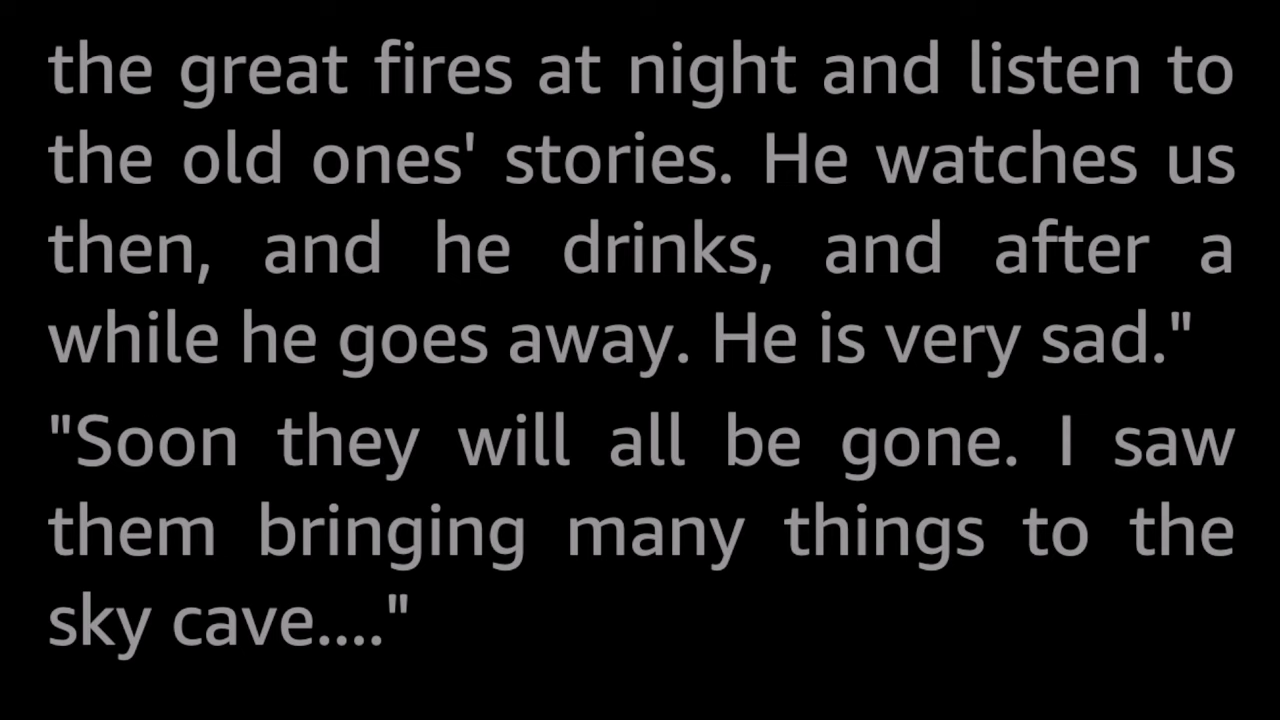 the great fires at night and listen to
the old ones' stories. He watches us
then, and he drinks, and after a
while he goes away. He is very sad."
"Soon they will all be gone. I saw
them bringing many things to the
sky cave...."